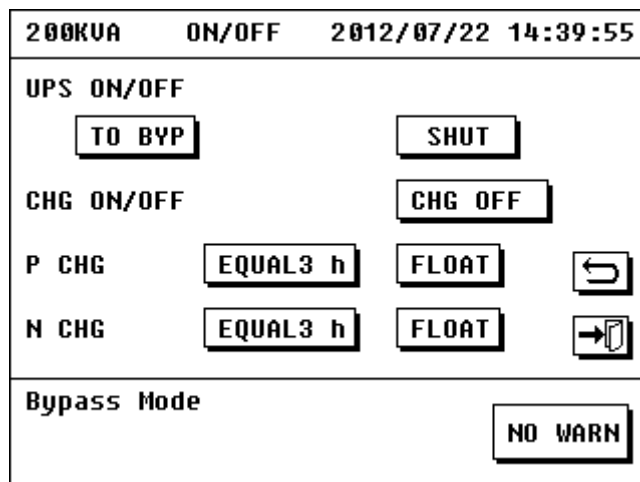 200KVA ON/OFF 2012/07/22 14:39:55
UPS ON/OFF
TO BYP SHUT
CHG ON/OFF CHG OFF
P CHG EQUAL3 h FLOAT
N CHG EQUAL3 h FLOAT
Bypass Mode
NO WARN